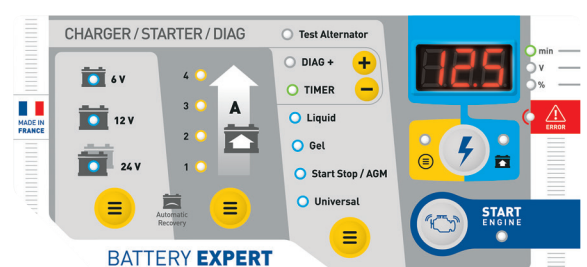 CHARGER / STARTER / DIAG
Test Alternator
DIAG +
TIMER
+
−
12.5
min
V
%
ERROR
MADE IN
FRANCE
6 V
12 V
24 V
4
3
2
1
A
Automatic
Recovery
Liquid
Gel
Start Stop / AGM
Universal
START
ENGINE
BATTERY EXPERT